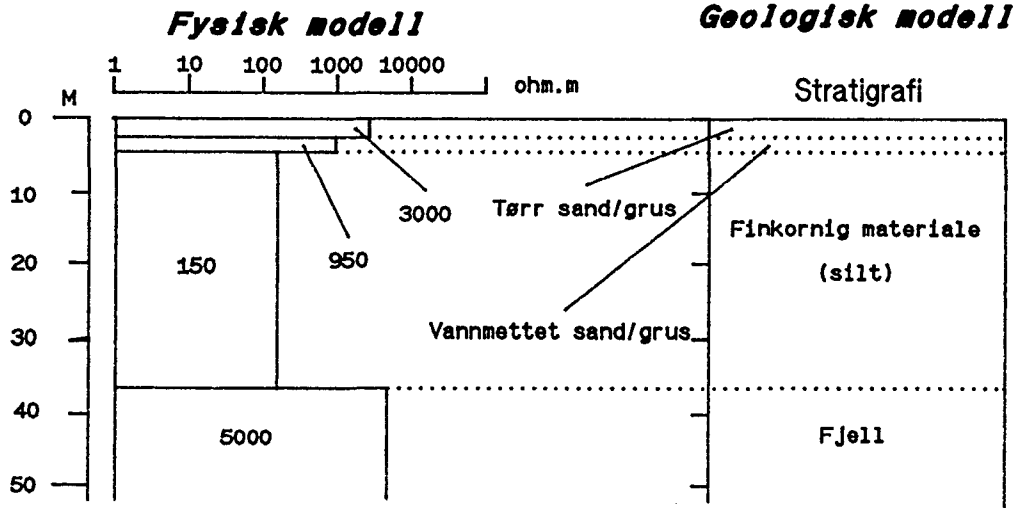 Fysisk modell
Geologisk modell
1 10 100 1000 10000
ohm.m
M
Stratigrafi
0
10
20
30
40
50
3000
950
150
5000
Tørr sand/grus
Vannmettet sand/grus
Finkornig materiale
(silt)
Fjell